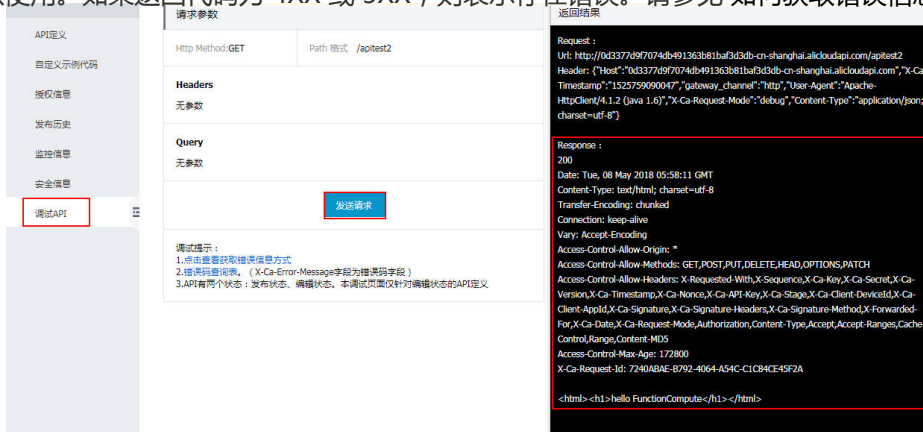 使用。如果返回代码为 4XX 或 5XX，则表示存在错误。请参见 如何获取错误信息
API定义
自定义示例代码
授权信息
发布历史
监控信息
安全信息
调试API
请求参数
Http Method:GET Path 格式 /apitest2
Headers
无参数
Query
无参数
发送请求
调试提示：
1.点击查看获取错误信息方式
2.错误码查询表。（X-Ca-Error-Message字段为错误码字段）
3.API有两个状态：发布状态、编辑状态。本调试页面仅针对编辑状态的API定义
返回结果
Request :
Url: http://0d3377d9f7074db491363b81baf3d3db-cn-shanghai.alicloudapi.com/apitest2
Header: {"Host":"0d3377d9f7074db491363b81baf3d3db-cn-shanghai.alicloudapi.com","X-Ca
Timestamp":"1525759090047","gateway_channel":"http","User-Agent":"Apache-
HttpClient/4.1.2 (java 1.6)","X-Ca-Request-Mode":"debug","Content-Type":"application/json;
charset=utf-8"}
Response :
200
Date: Tue, 08 May 2018 05:58:11 GMT
Content-Type: text/html; charset=utf-8
Transfer-Encoding: chunked
Connection: keep-alive
Vary: Accept-Encoding
Access-Control-Allow-Origin: *
Access-Control-Allow-Methods: GET,POST,PUT,DELETE,HEAD,OPTIONS,PATCH
Access-Control-Allow-Headers: X-Requested-With,X-Sequence,X-Ca-Key,X-Ca-Secret,X-Ca-
Version,X-Ca-Timestamp,X-Ca-Nonce,X-Ca-API-Key,X-Ca-Stage,X-Ca-Client-DeviceId,X-Ca-
Client-AppId,X-Ca-Signature,X-Ca-Signature-Headers,X-Ca-Signature-Method,X-Forwarded-
For,X-Ca-Date,X-Ca-Request-Mode,Authorization,Content-Type,Accept,Accept-Ranges,Cache
Control,Range,Content-MD5
Access-Control-Max-Age: 172800
X-Ca-Request-Id: 7240ABAE-B792-4064-A54C-C1C84CE45F2A
<html><h1>hello FunctionCompute</h1></html>